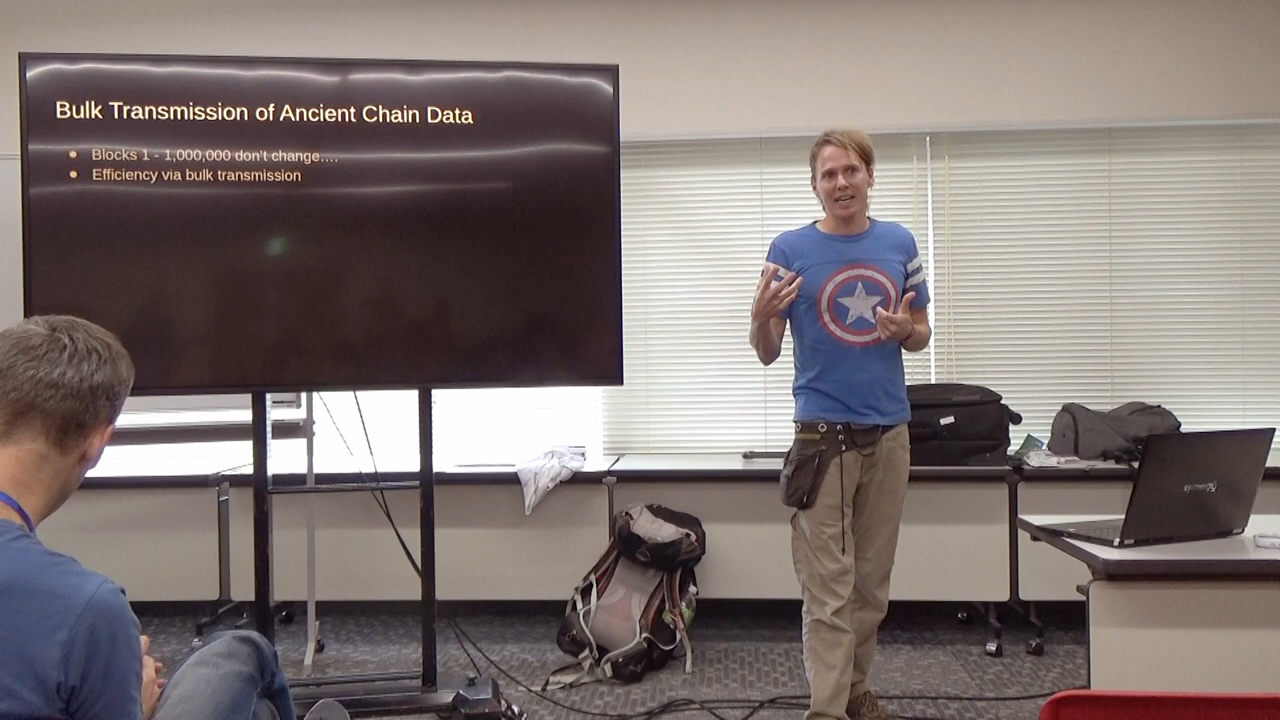 Bulk Transmission of Ancient Chain Data
Blocks 1 - 1,000,000 don't change....
Efficiency via bulk transmission